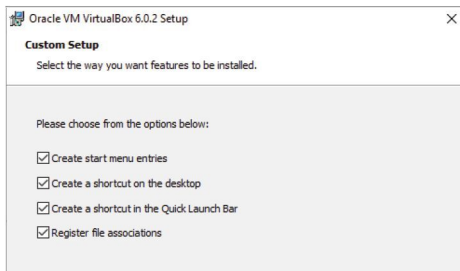 Oracle VM VirtualBox 6.0.2 Setup
Custom Setup
Select the way you want features to be installed.
Please choose from the options below:
Create start menu entries
Create a shortcut on the desktop
Create a shortcut in the Quick Launch Bar
Register file associations